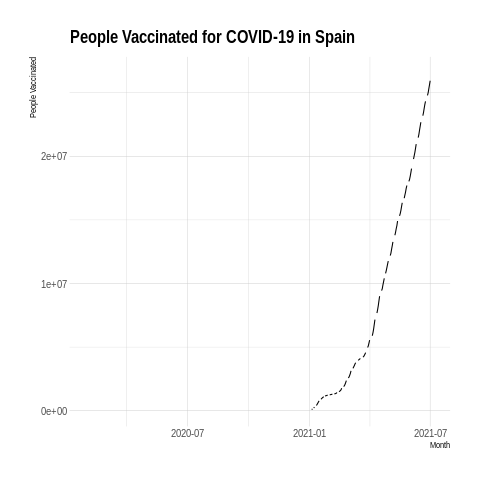 People Vaccinated for COVID-19 in Spain
People Vaccinated
2e+07
1e+07
0e+00
2020-07
2021-01
2021-07
Month